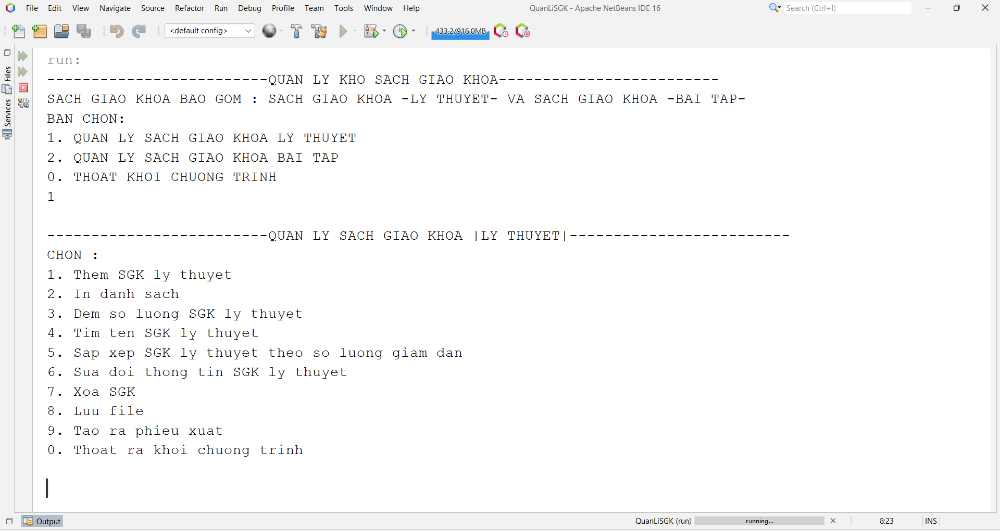 File Edit View Navigate Source Refactor Run Debug Profile Team Tools Window Help
QuanLiSGK - Apache NetBeans IDE 16
Search (Ctrl+I)
<default config>
433.2/916.0MB
Files
Services
run:
-------------------------QUAN LY KHO SACH GIAO KHOA-------------------------
SACH GIAO KHOA BAO GOM : SACH GIAO KHOA -LY THUYET- VA SACH GIAO KHOA -BAI TAP-
BAN CHON:
1. QUAN LY SACH GIAO KHOA LY THUYET
2. QUAN LY SACH GIAO KHOA BAI TAP
0. THOAT KHOI CHUONG TRINH
1
-------------------------QUAN LY SACH GIAO KHOA |LY THUYET|-------------------------
CHON :
1. Them SGK ly thuyet
2. In danh sach
3. Dem so luong SGK ly thuyet
4. Tim ten SGK ly thuyet
5. Sap xep SGK ly thuyet theo so luong giam dan
6. Sua doi thong tin SGK ly thuyet
7. Xoa SGK
8. Luu file
9. Tao ra phieu xuat
0. Thoat ra khoi chuong trinh
Output
QuanLiSGK (run)
running...
8:23
INS